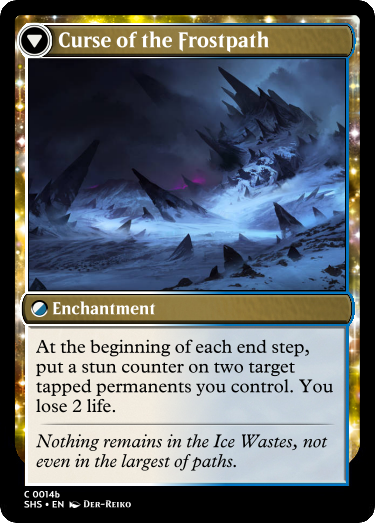 Curse of the Frostpath
Enchantment
At the beginning of each end step,
put a stun counter on two target
tapped permanents you control. You
lose 2 life.
Nothing remains in the Ice Wastes, not
even in the largest of paths.
C 0014b
SHS • EN Der-Reiko